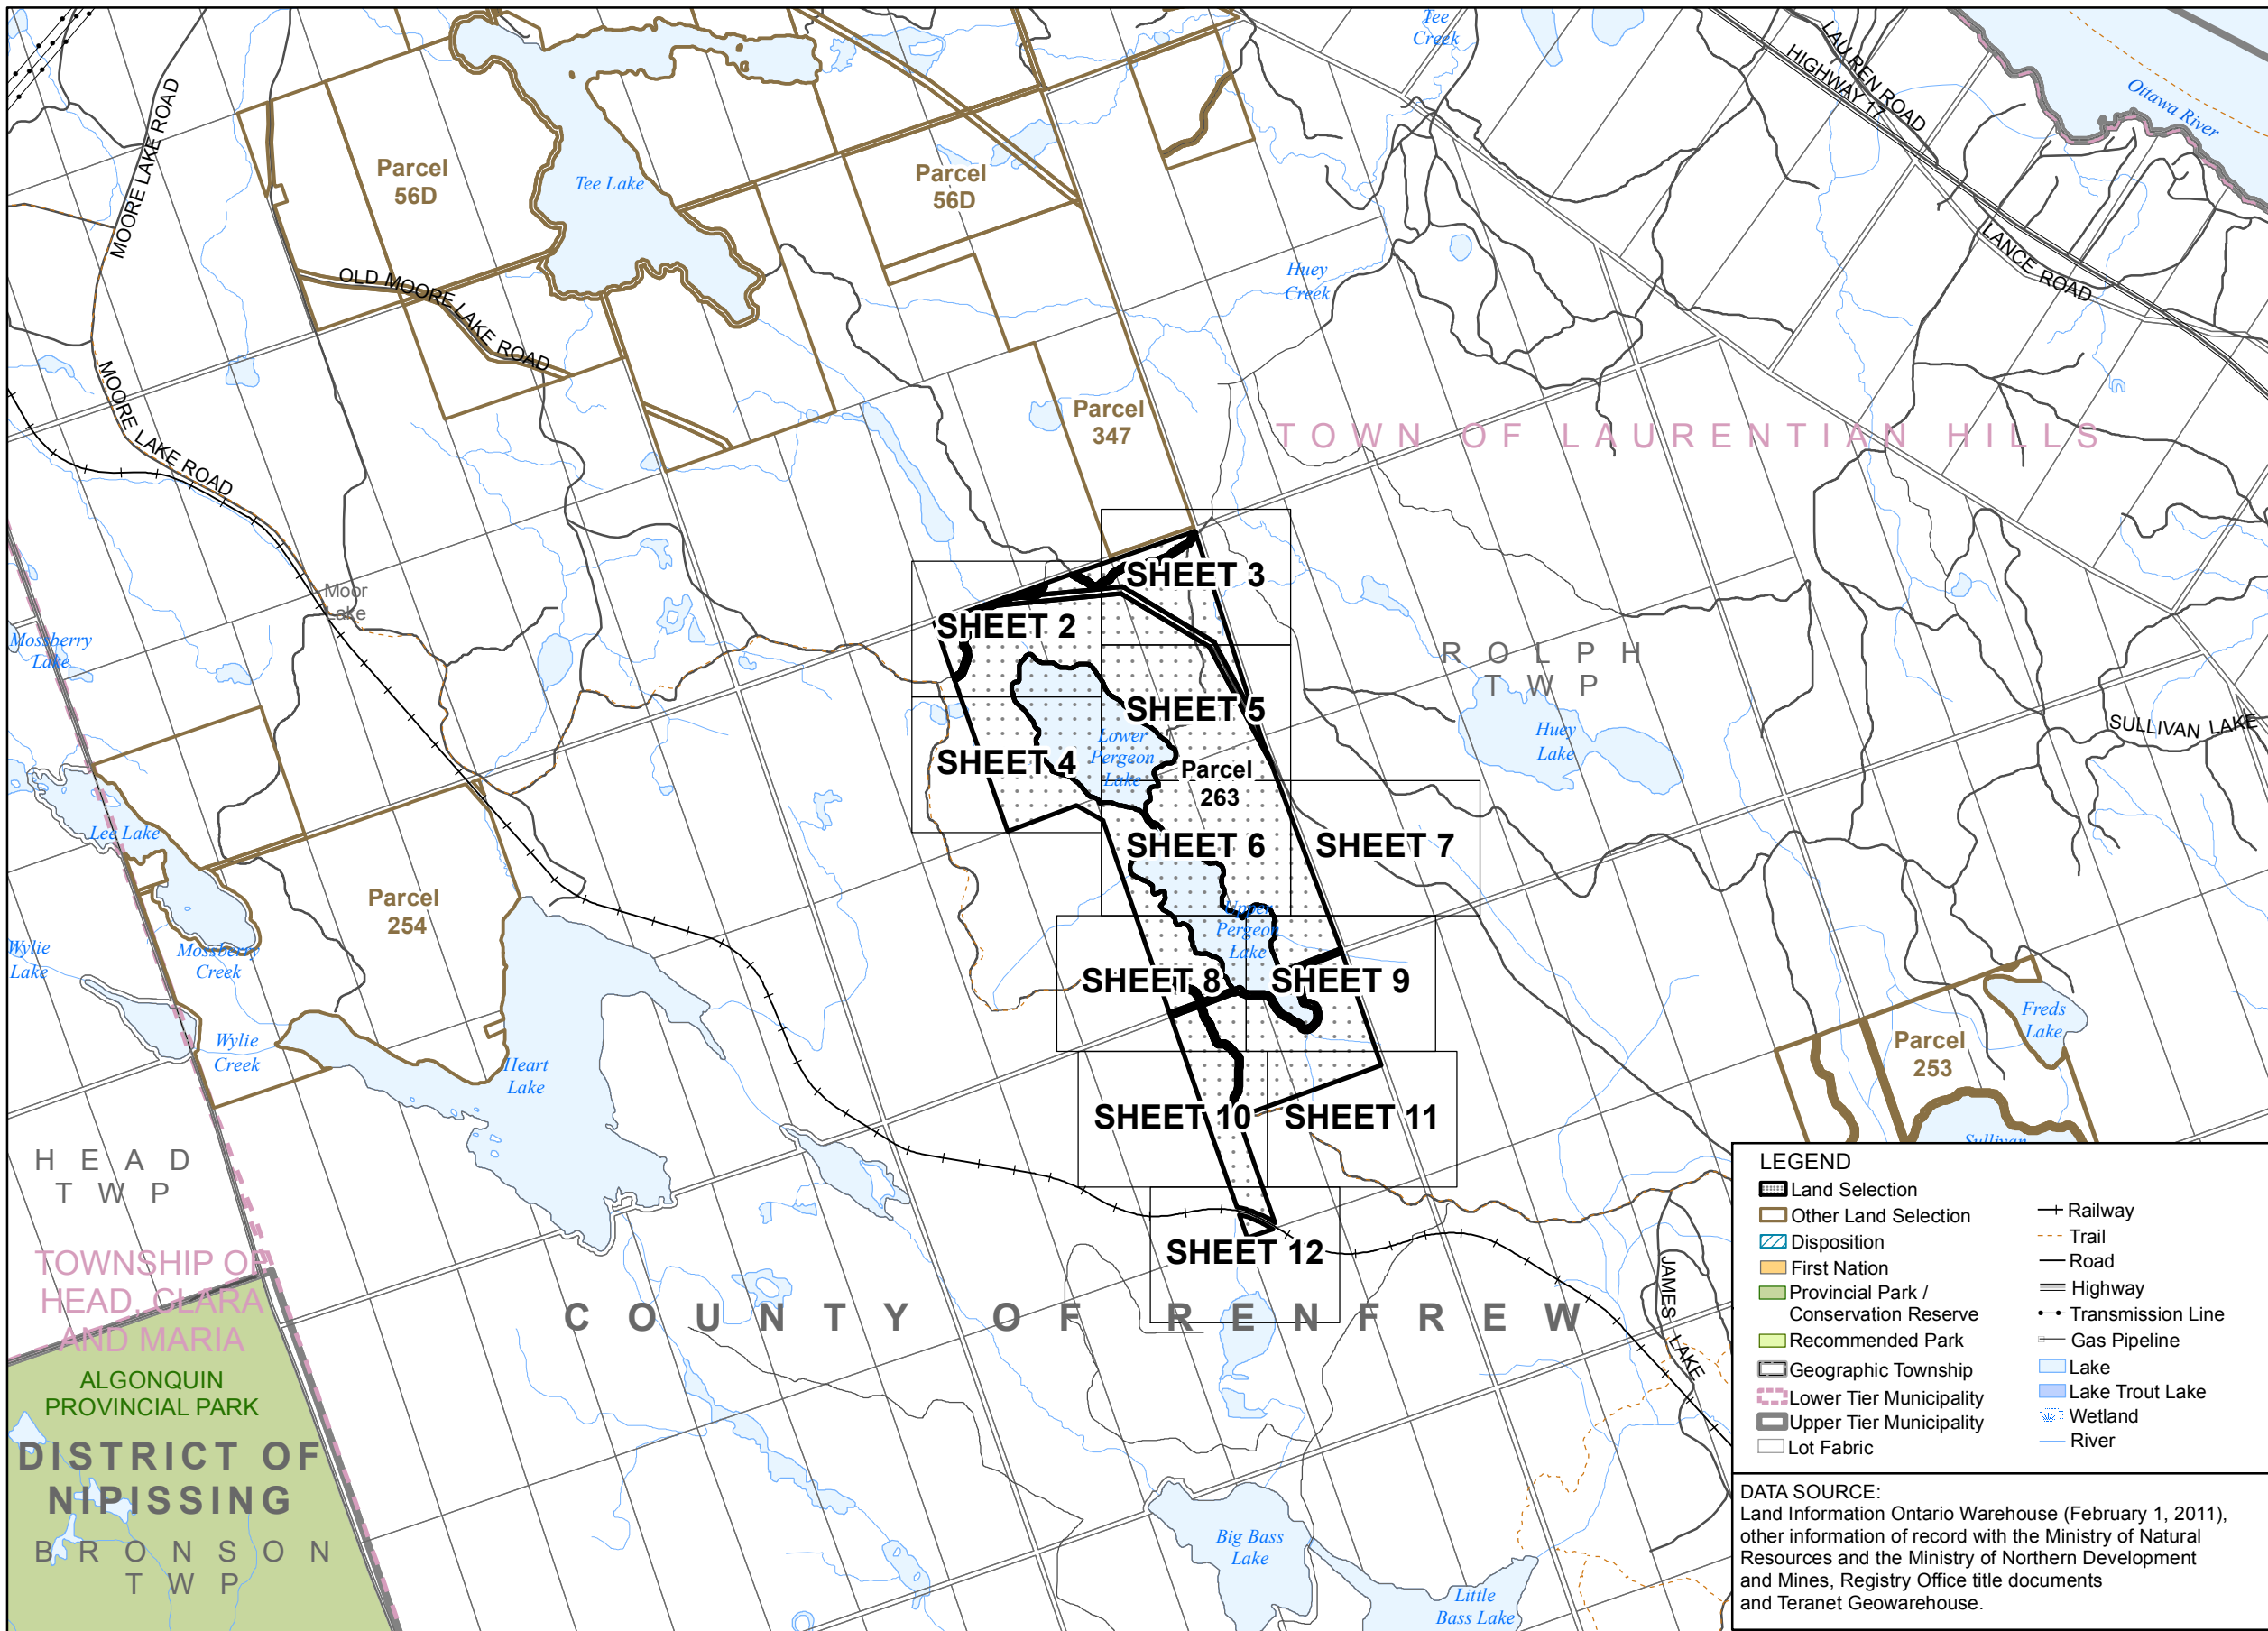 Tee
Creek
LAUREN ROAD
HIGHWAY 17
Ottawa River
MOORE LAKE ROAD
Parcel
56D
Tee Lake
Parcel
56D
LANCE ROAD
OLD MOORE LAKE ROAD
Huey
Creek
MOORE LAKE ROAD
Parcel
347
TOWN OF LAURENTIAN HILLS
Moor
Lake
Mossberry
Lake
SHEET 3
SHEET 2
ROLPH
TWP
SHEET 5
Lower
Pergeon
Lake
SHEET 4
Parcel
263
Huey
Lake
SULLIVAN LAKE
Lee Lake
SHEET 6
SHEET 7
Parcel
254
Upper
Pergeon
Lake
Wylie
Lake
Mossberry
Creek
SHEET 8
SHEET 9
Freds
Lake
Parcel
253
Wylie
Creek
Heart
Lake
SHEET 10
SHEET 11
Sullivan
HEAD
TWP
SHEET 12
TOWNSHIP OF
HEAD, CLARA
AND MARIA
COUNTY OF RENFREW
JAMES LAKE
ALGONQUIN
PROVINCIAL PARK
DISTRICT OF
NIPISSING
BRONSON
TWP
Big Bass
Lake
Little
Bass Lake
LEGEND
Land Selection
Other Land Selection
Disposition
First Nation
Provincial Park /
Conservation Reserve
Recommended Park
Geographic Township
Lower Tier Municipality
Upper Tier Municipality
Lot Fabric
Railway
Trail
Road
Highway
Transmission Line
Gas Pipeline
Lake
Lake Trout Lake
Wetland
River
DATA SOURCE:
Land Information Ontario Warehouse (February 1, 2011),
other information of record with the Ministry of Natural
Resources and the Ministry of Northern Development
and Mines, Registry Office title documents
and Teranet Geowarehouse.